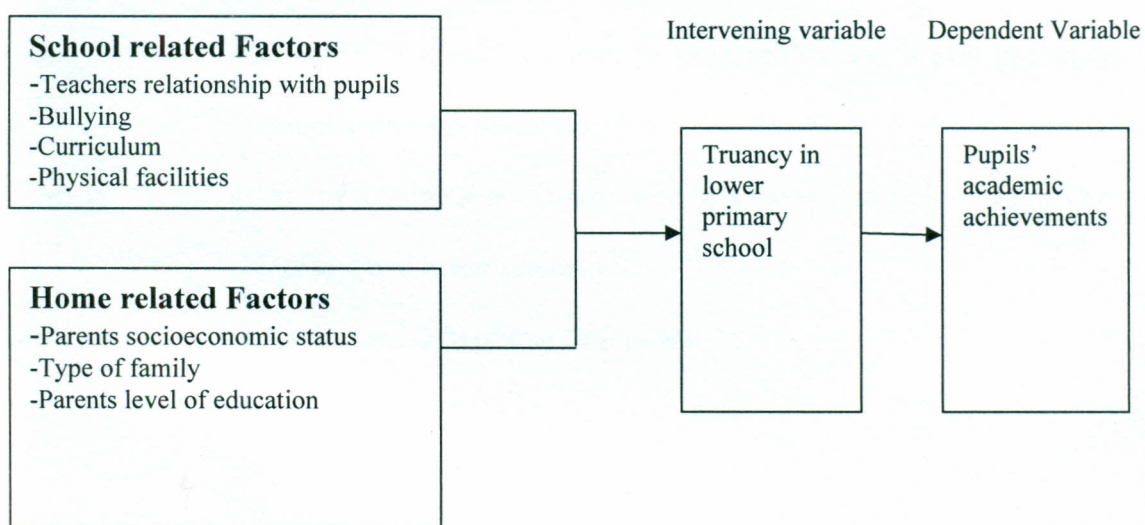 School related Factors
-Teachers relationship with pupils
-Bullying
-Curriculum
-Physical facilities
Home related Factors
-Parents socioeconomic status
-Type of family
-Parents level of education
Intervening variable
Truancy in
lower
primary
school
Dependent Variable
Pupils’
academic
achievements